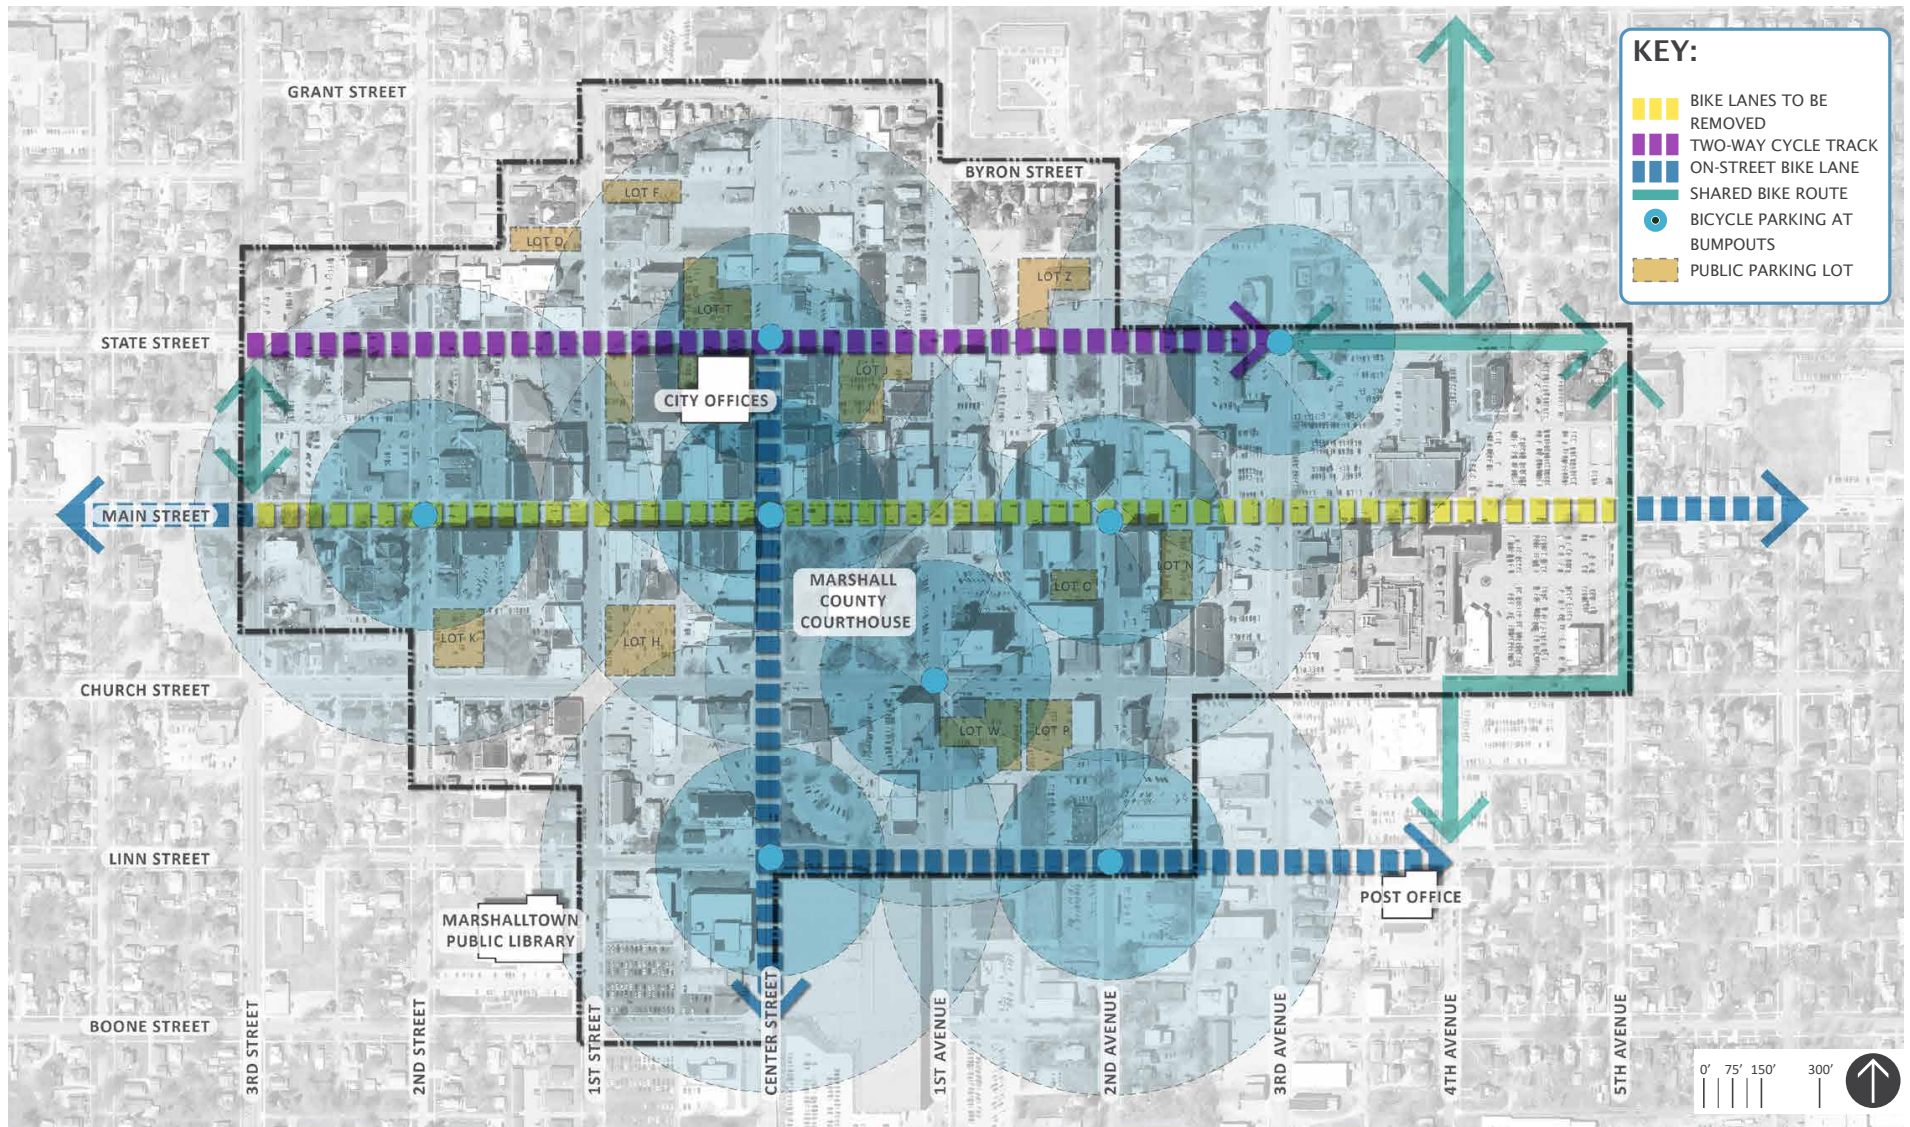 KEY:
BIKE LANES TO BE
REMOVED
TWO-WAY CYCLE TRACK
ON-STREET BIKE LANE
SHARED BIKE ROUTE
BICYCLE PARKING AT
BUMPOUTS
PUBLIC PARKING LOT
GRANT STREET
BYRON STREET
LOT F
LOT D
LOT Z
LOT T
STATE STREET
LOT J
CITY OFFICES
MAIN STREET
LOT N
LOT O
MARSHALL
COUNTY
COURTHOUSE
LOT K
LOT H
CHURCH STREET
LOT W
LOT P
LINN STREET
POST OFFICE
MARSHALLTOWN
PUBLIC LIBRARY
BOONE STREET
3RD STREET
2ND STREET
1ST STREET
CENTER STREET
1ST AVENUE
2ND AVENUE
3RD AVENUE
4TH AVENUE
5TH AVENUE
0' 75' 150' 300'